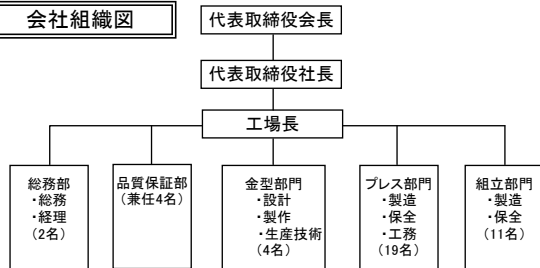 会社組織図
代表取締役会長
代表取締役社長
工場長
総務部
・総務
・経理
(2名)
品質保証部
(兼任4名)
金型部門
・設計
・製作
・生産技術
(4名)
プレス部門
・製造
・保全
・工務
(19名)
組立部門
・製造
・保全
(11名)